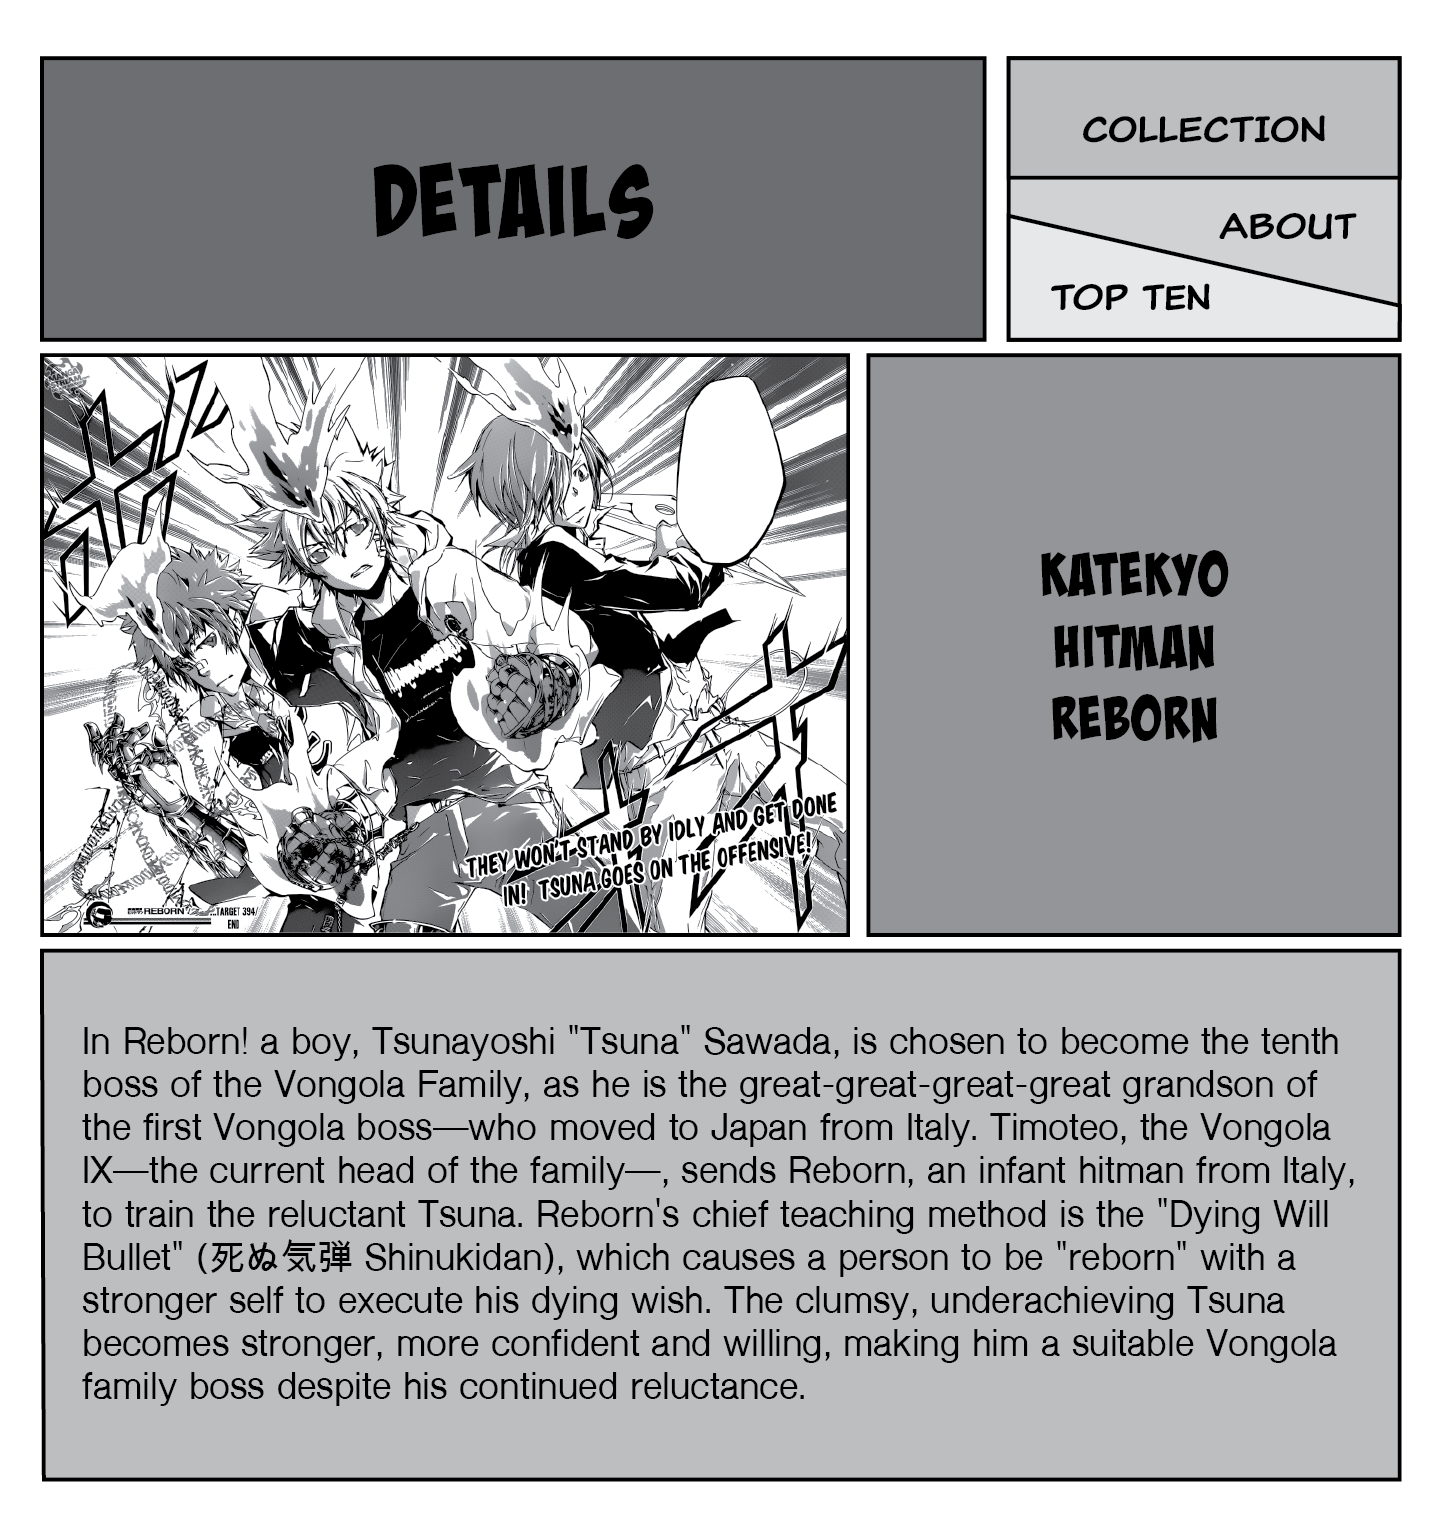 DETAILS
COLLECTION
ABOUT
TOP TEN
THEY WON'T STAND BY IDLY AND GET DONE
IN! TSUNA GOES ON THE OFFENSIVE!
REBORN
...TARGET 394/
END
KATEKYO
HITMAN
REBORN
In Reborn! a boy, Tsunayoshi "Tsuna" Sawada, is chosen to become the tenth
boss of the Vongola Family, as he is the great-great-great-great grandson of
the first Vongola boss—who moved to Japan from Italy. Timoteo, the Vongola
IX—the current head of the family—, sends Reborn, an infant hitman from Italy,
to train the reluctant Tsuna. Reborn's chief teaching method is the "Dying Will
Bullet" (死ぬ気弾 Shinukidan), which causes a person to be "reborn" with a
stronger self to execute his dying wish. The clumsy, underachieving Tsuna
becomes stronger, more confident and willing, making him a suitable Vongola
family boss despite his continued reluctance.